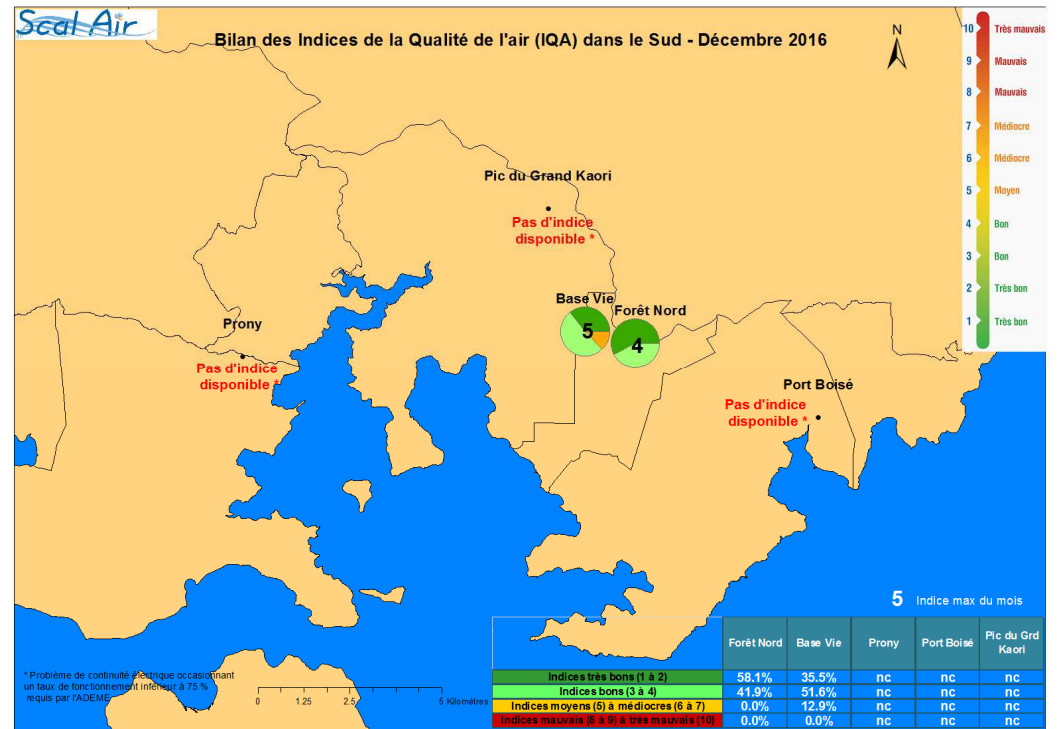 Scal Air
Bilan des Indices de la Qualité de l'air (IQA) dans le Sud - Décembre 2016
N
10 Très mauvais
9 Mauvais
8 Mauvais
7 Médiocre
6 Médiocre
5 Moyen
4 Bon
3 Bon
2 Très bon
1 Très bon
Pic du Grand Kaori
Pas d'indice
disponible *
Base Vie
5
Forêt Nord
4
Prony
Pas d'indice
disponible *
Port Boisé
Pas d'indice
disponible *
5 Indice max du mois
Forêt Nord Base Vie Prony Port Boisé Pic du Grd
Kaori
Indices très bons (1 à 2) 58.1% 35.5% nc nc nc
Indices bons (3 à 4) 41.9% 51.6% nc nc nc
Indices moyens (5) à médiocres (6 à 7) 0.0% 12.9% nc nc nc
Indices mauvais (8 à 9) à très mauvais (10) 0.0% 0.0% nc nc nc
* Problème de continuité électrique occasionnant
un taux de fonctionnement inférieur à 75 %
requis par l'ADEME
0 1.25 2.5 5 Kilomètres